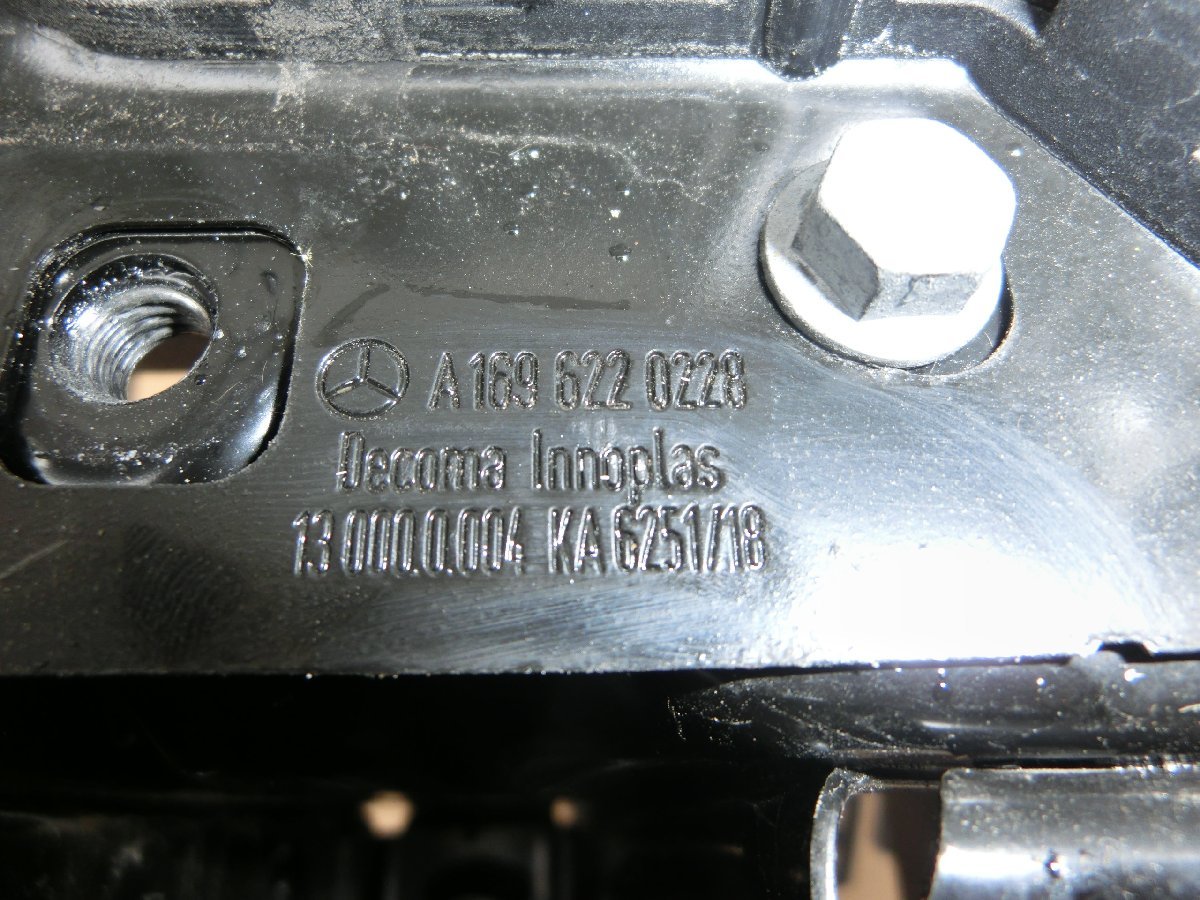 A 169 622 0228
Decoma Innoplas
13 000.0.004 KA 6251/18